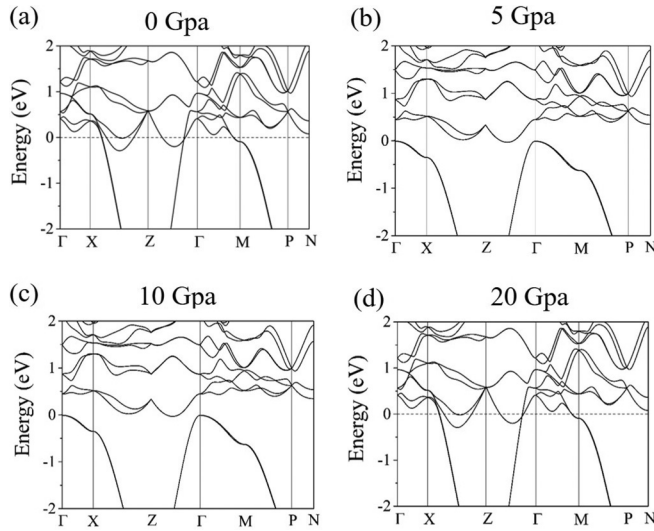 (a)
0 Gpa
Energy (eV)
2
1
0
-1
-2
Γ X Z Γ M P N
(b)
5 Gpa
Energy (eV)
2
1
0
-1
-2
Γ X Z Γ M P N
(c)
10 Gpa
Energy (eV)
2
1
0
-1
-2
Γ X Z Γ M P N
(d)
20 Gpa
Energy (eV)
2
1
0
-1
-2
Γ X Z Γ M P N